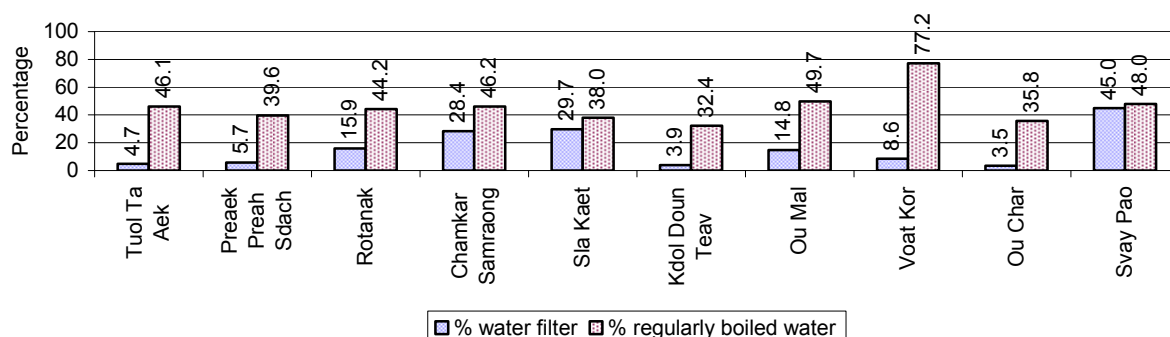 Percentage
100
80
60
40
20
0
4.7
46.1
5.7
39.6
15.9
44.2
28.4
46.2
29.7
38.0
3.9
32.4
14.8
49.7
8.6
77.2
3.5
35.8
45.0
48.0
Tuol Ta
Aek
Preaek
Preah
Sdach
Rotanak
Chamkar
Samraong
Sla Kaet
Kdol Doun
Teav
Ou Mal
Voat Kor
Ou Char
Svay Pao
% water filter
% regularly boiled water